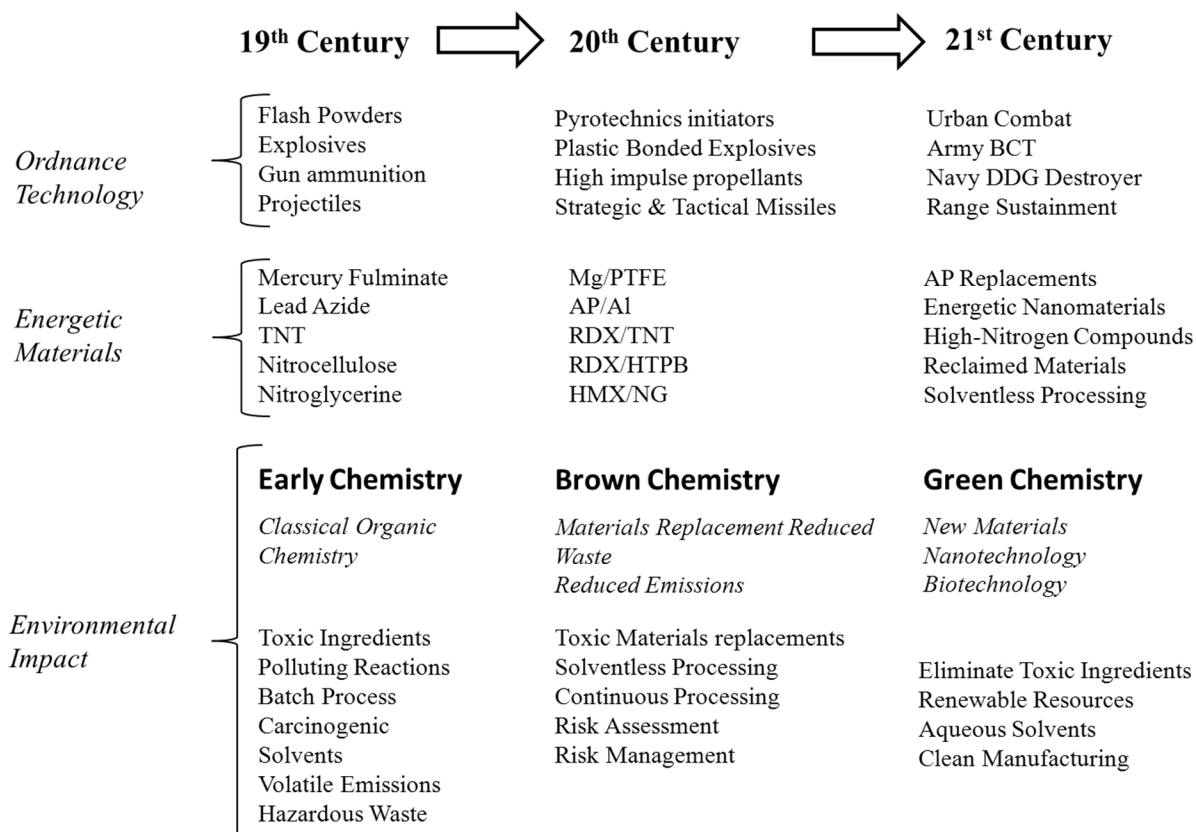 19th Century
20th Century
21st Century
Ordnance
Technology
Flash Powders
Explosives
Gun ammunition
Projectiles
Pyrotechnics initiators
Plastic Bonded Explosives
High impulse propellants
Strategic & Tactical Missiles
Urban Combat
Army BCT
Navy DDG Destroyer
Range Sustainment
Energetic
Materials
Mercury Fulminate
Lead Azide
TNT
Nitrocellulose
Nitroglycerine
Mg/PTFE
AP/Al
RDX/TNT
RDX/HTPB
HMX/NG
AP Replacements
Energetic Nanomaterials
High-Nitrogen Compounds
Reclaimed Materials
Solventless Processing
Environmental
Impact
Early Chemistry
Classical Organic
Chemistry
Toxic Ingredients
Polluting Reactions
Batch Process
Carcinogenic
Solvents
Volatile Emissions
Hazardous Waste
Brown Chemistry
Materials Replacement Reduced
Waste
Reduced Emissions
Toxic Materials replacements
Solventless Processing
Continuous Processing
Risk Assessment
Risk Management
Green Chemistry
New Materials
Nanotechnology
Biotechnology
Eliminate Toxic Ingredients
Renewable Resources
Aqueous Solvents
Clean Manufacturing